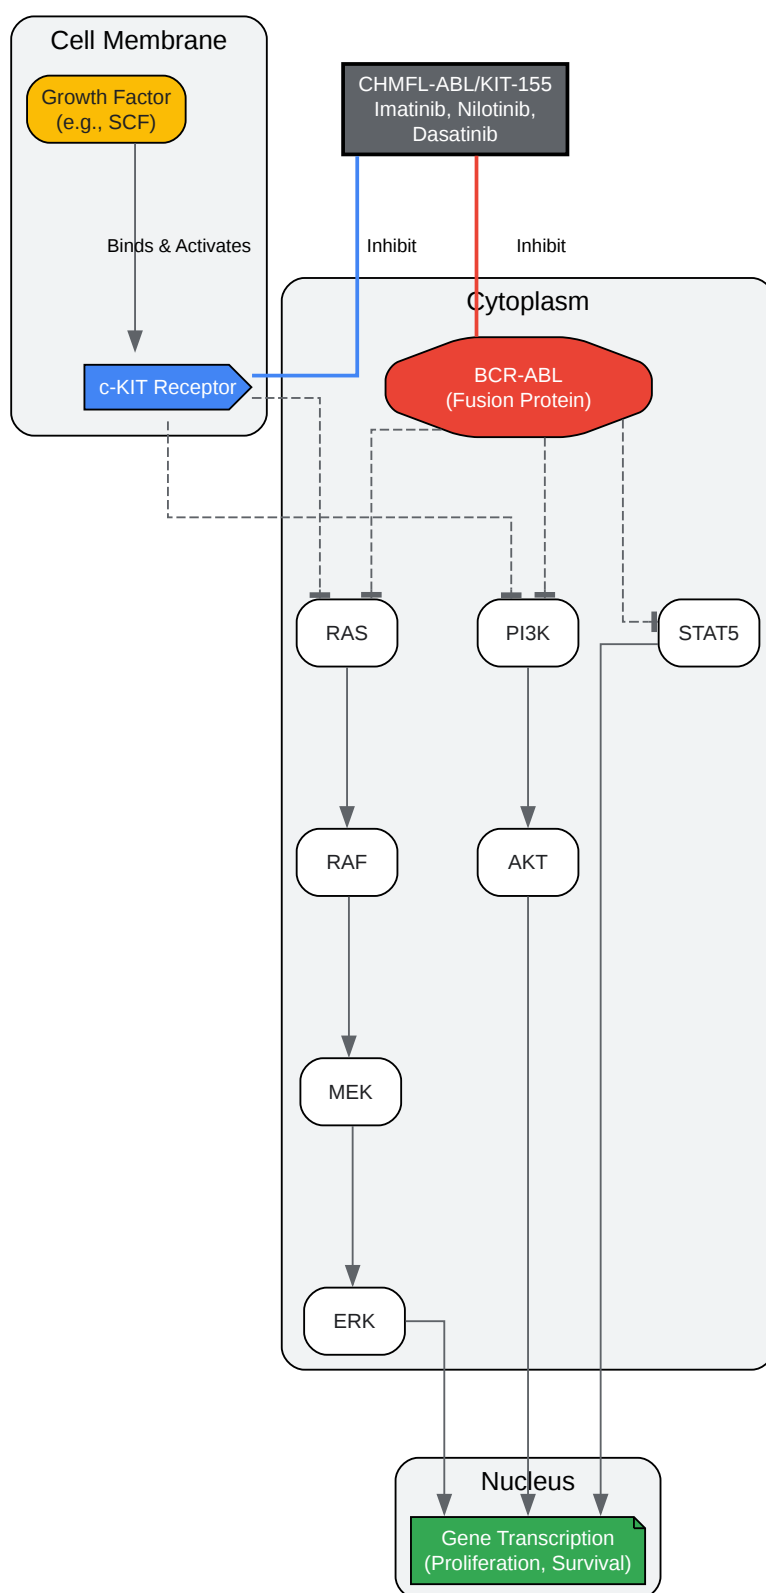 Cell Membrane
Growth Factor
(e.g., SCF)
CHMFL-ABL/KIT-155
Imatinib, Nilotinib,
Dasatinib
Binds & Activates
Inhibit
Inhibit
Cytoplasm
c-KIT Receptor
BCR-ABL
(Fusion Protein)
RAS
PI3K
STAT5
RAF
AKT
MEK
ERK
Nucleus
Gene Transcription
(Proliferation, Survival)